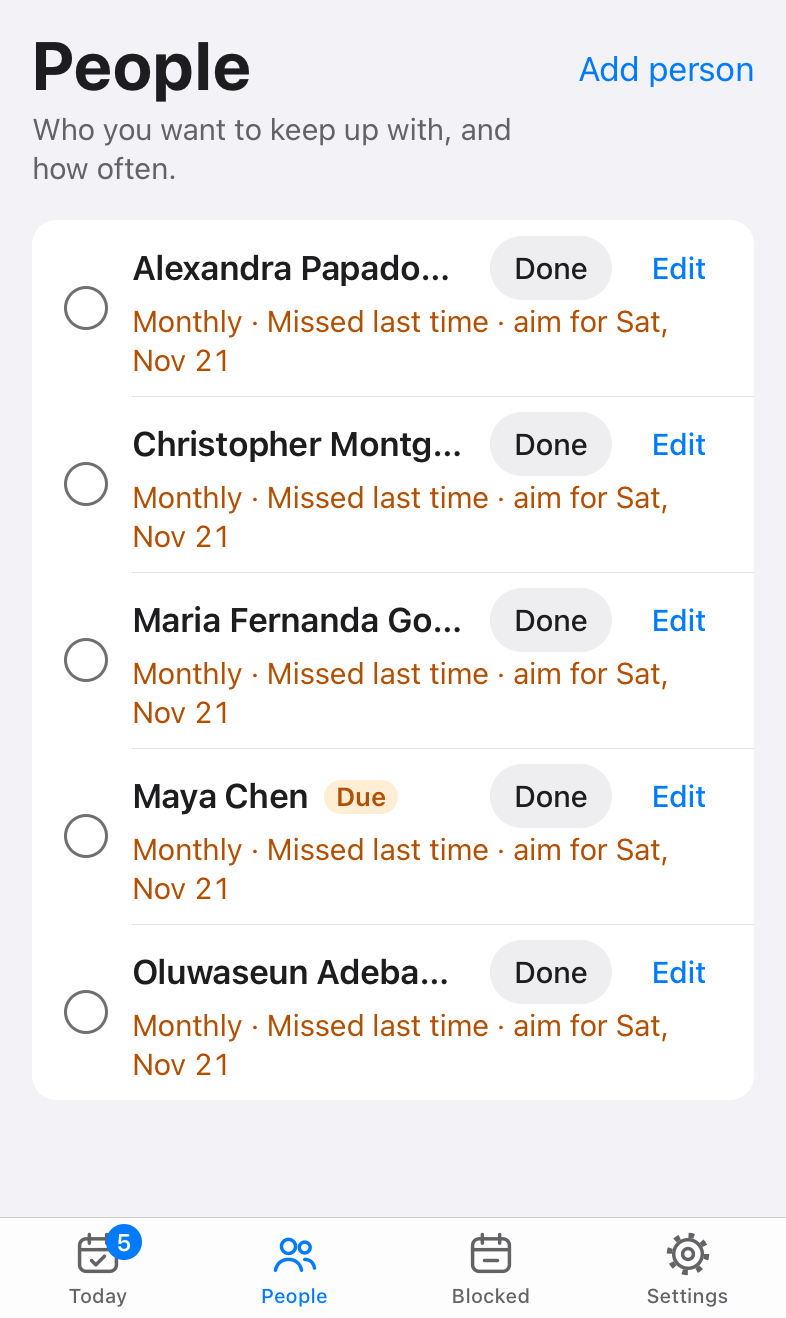 People
Add person
Who you want to keep up with, and
how often.
Alexandra Papado... Done Edit
Monthly · Missed last time · aim for Sat,
Nov 21
Christopher Montg... Done Edit
Monthly · Missed last time · aim for Sat,
Nov 21
Maria Fernanda Go... Done Edit
Monthly · Missed last time · aim for Sat,
Nov 21
Maya Chen Due Done Edit
Monthly · Missed last time · aim for Sat,
Nov 21
Oluwaseun Adeba... Done Edit
Monthly · Missed last time · aim for Sat,
Nov 21
5
Today People Blocked Settings